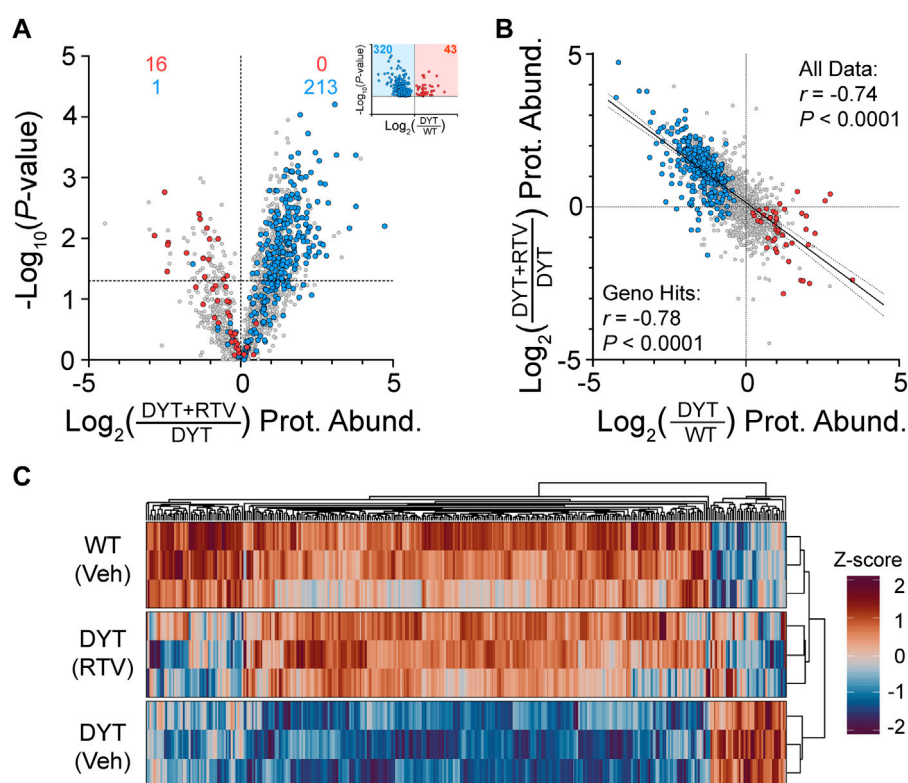 A
16
1
0
213
320
43
-Log10(P-value)
Log2(DYT/WT)
5
4
3
2
1
0
-Log10(P-value)
-5
0
5
Log2(DYT+RTV/DYT) Prot. Abund.
B
5
0
-5
Log2(DYT+RTV/DYT) Prot. Abund.
All Data:
r = -0.74
P < 0.0001
Geno Hits:
r = -0.78
P < 0.0001
-5
0
5
Log2(DYT/WT) Prot. Abund.
C
WT
(Veh)
DYT
(RTV)
DYT
(Veh)
Z-score
2
1
0
-1
-2